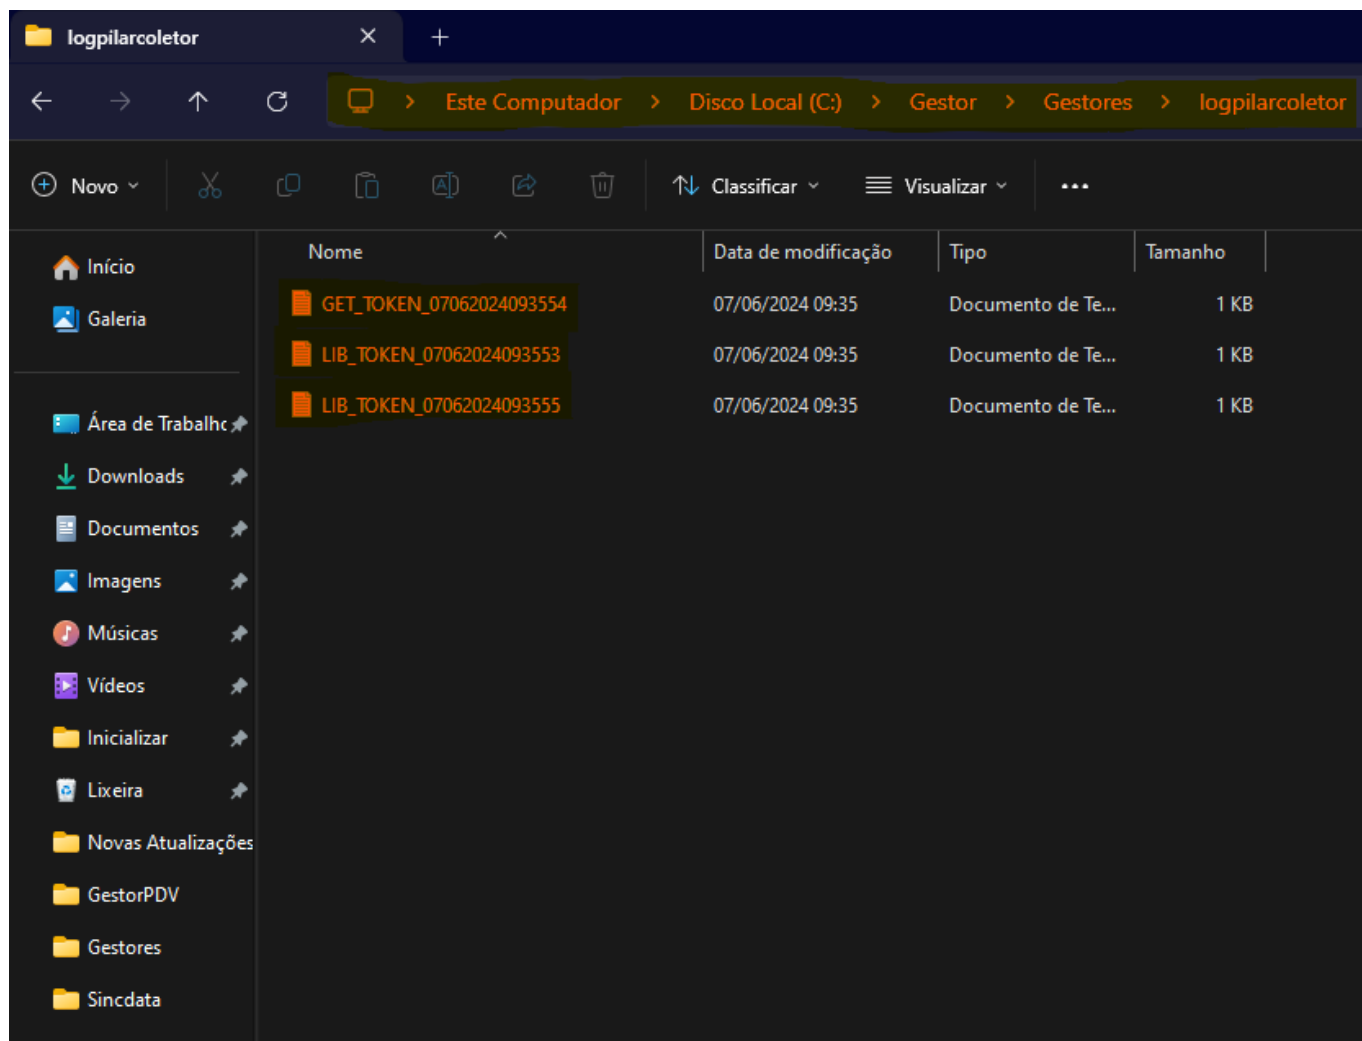 logpilarcoletor
Este Computador > Disco Local (C:) > Gestor > Gestores > logpilarcoletor
Novo Classificar Visualizar •••
Nome Data de modificação Tipo Tamanho
GET_TOKEN_07062024093554 07/06/2024 09:35 Documento de Te... 1 KB
LIB_TOKEN_07062024093553 07/06/2024 09:35 Documento de Te... 1 KB
LIB_TOKEN_07062024093555 07/06/2024 09:35 Documento de Te... 1 KB
Início
Galeria
Área de Trabalho
Downloads
Documentos
Imagens
Músicas
Vídeos
Inicializar
Lixeira
Novas Atualizações
GestorPDV
Gestores
Sincdata